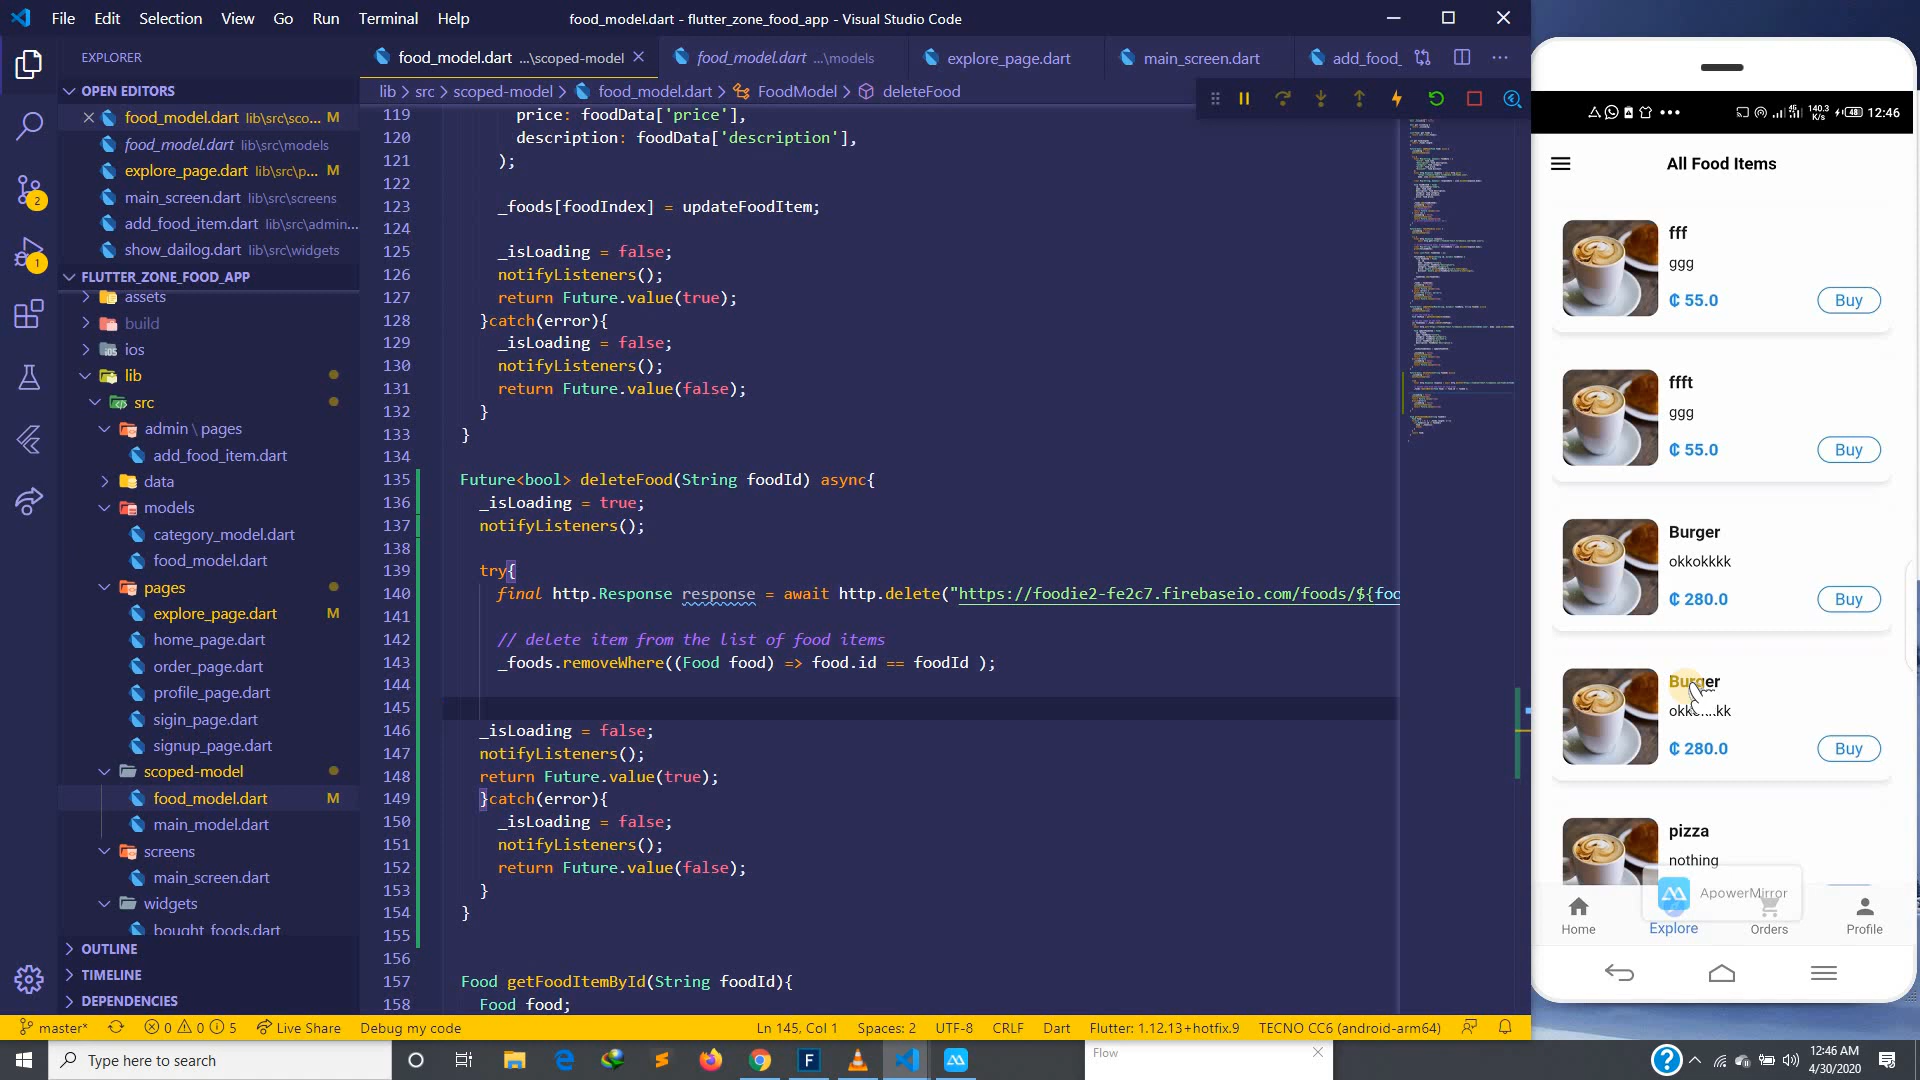 File Edit Selection View Go Run Terminal Help
food_model.dart - flutter_zone_food_app - Visual Studio Code
EXPLORER
OPEN EDITORS
food_model.dart lib\src\sco... M
food_model.dart lib\src\models
explore_page.dart lib\src\p... M
main_screen.dart lib\src\screens
add_food_item.dart lib\src\admin...
show_dailog.dart lib\src\widgets
FLUTTER_ZONE_FOOD_APP
assets
build
ios
lib
src
admin \ pages
add_food_item.dart
data
models
category_model.dart
food_model.dart
pages
explore_page.dart M
home_page.dart
order_page.dart
profile_page.dart
sigin_page.dart
signup_page.dart
scoped-model
food_model.dart M
main_model.dart
screens
main_screen.dart
widgets
bought_foods.dart
OUTLINE
TIMELINE
DEPENDENCIES
2
1
food_model.dart ...\scoped-model
food_model.dart ...\models
explore_page.dart
main_screen.dart
add_food_
lib > src > scoped-model > food_model.dart > FoodModel > deleteFood
119 price: foodData['price'],
120 description: foodData['description'],
121 );
122
123 _foods[foodIndex] = updateFoodItem;
124
125 _isLoading = false;
126 notifyListeners();
127 return Future.value(true);
128 }catch(error){
129 _isLoading = false;
130 notifyListeners();
131 return Future.value(false);
132 }
133 }
134
135 Future<bool> deleteFood(String foodId) async{
136 _isLoading = true;
137 notifyListeners();
138
139 try{
140 final http.Response response = await http.delete("https://foodie2-fe2c7.firebaseio.com/foods/${foo
141
142 // delete item from the list of food items
143 _foods.removeWhere((Food food) => food.id == foodId );
144
145
146 _isLoading = false;
147 notifyListeners();
148 return Future.value(true);
149 }catch(error){
150 _isLoading = false;
151 notifyListeners();
152 return Future.value(false);
153 }
154 }
155
156
157 Food getFoodItemById(String foodId){
158 Food food;
master* 0 0 5 Live Share Debug my code
Ln 145, Col 1 Spaces: 2 UTF-8 CRLF Dart Flutter: 1.12.13+hotfix.9 TECNO CC6 (android-arm64)
140.3 K/s 48 12:46
All Food Items
fff
ggg
₵ 55.0 Buy
ffft
ggg
₵ 55.0 Buy
Burger
okkokkkk
₵ 280.0 Buy
Burger
₵ 280.0 Buy
pizza
nothing
ApowerMirror
Home Explore Orders Profile
Type here to search
Flow
12:46 AM
4/30/2020